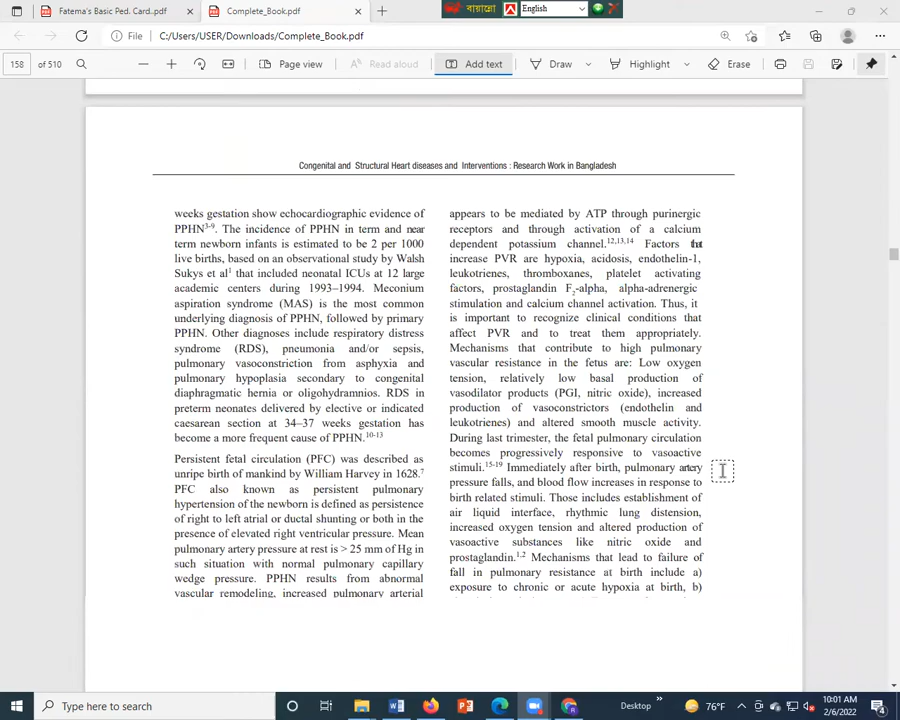 Fatema's Basic Ped. Card..pdf
Complete_Book.pdf
বায়ান্নো
English
File
C:/Users/USER/Downloads/Complete_Book.pdf
158 of 510
Page view
Read aloud
Add text
Draw
Highlight
Erase
Congenital and Structural Heart diseases and Interventions : Research Work in Bangladesh
weeks gestation show echocardiographic evidence of
PPHN3-9. The incidence of PPHN in term and near
term newborn infants is estimated to be 2 per 1000
live births, based on an observational study by Walsh
Sukys et al1 that included neonatal ICUs at 12 large
academic centers during 1993–1994. Meconium
aspiration syndrome (MAS) is the most common
underlying diagnosis of PPHN, followed by primary
PPHN. Other diagnoses include respiratory distress
syndrome (RDS), pneumonia and/or sepsis,
pulmonary vasoconstriction from asphyxia and
pulmonary hypoplasia secondary to congenital
diaphragmatic hernia or oligohydramnios. RDS in
preterm neonates delivered by elective or indicated
caesarean section at 34–37 weeks gestation has
become a more frequent cause of PPHN.10-13
Persistent fetal circulation (PFC) was described as
unripe birth of mankind by William Harvey in 1628.7
PFC also known as persistent pulmonary
hypertension of the newborn is defined as persistence
of right to left atrial or ductal shunting or both in the
presence of elevated right ventricular pressure. Mean
pulmonary artery pressure at rest is > 25 mm of Hg in
such situation with normal pulmonary capillary
wedge pressure. PPHN results from abnormal
vascular remodeling, increased pulmonary arterial
appears to be mediated by ATP through purinergic
receptors and through activation of a calcium
dependent potassium channel.12,13,14 Factors that
increase PVR are hypoxia, acidosis, endothelin-1,
leukotrienes, thromboxanes, platelet activating
factors, prostaglandin F2-alpha, alpha-adrenergic
stimulation and calcium channel activation. Thus, it
is important to recognize clinical conditions that
affect PVR and to treat them appropriately.
Mechanisms that contribute to high pulmonary
vascular resistance in the fetus are: Low oxygen
tension, relatively low basal production of
vasodilator products (PGI, nitric oxide), increased
production of vasoconstrictors (endothelin and
leukotrienes) and altered smooth muscle activity.
During last trimester, the fetal pulmonary circulation
becomes progressively responsive to vasoactive
stimuli.15-19 Immediately after birth, pulmonary artery
pressure falls, and blood flow increases in response to
birth related stimuli. Those includes establishment of
air liquid interface, rhythmic lung distension,
increased oxygen tension and altered production of
vasoactive substances like nitric oxide and
prostaglandin.1,2 Mechanisms that lead to failure of
fall in pulmonary resistance at birth include a)
exposure to chronic or acute hypoxia at birth, b)
Type here to search
Desktop
76°F
10:01 AM
2/6/2022
4